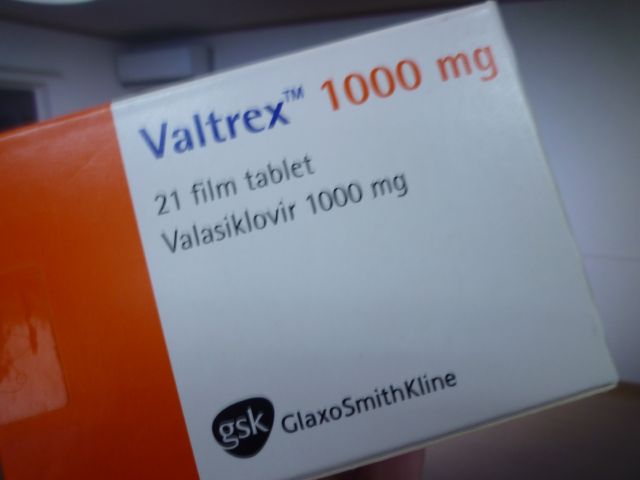 Valtrex™ 1000 mg
21 film tablet
Valasiklovir 1000 mg
gsk GlaxoSmithKline